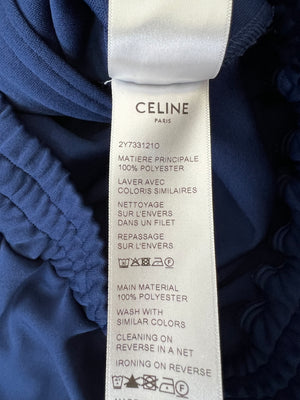 CELINE
PARIS
2Y7331210
MATIERE PRINCIPALE
100% POLYESTER
LAVER AVEC
COLORIS SIMILAIRES
NETTOYAGE
SUR L'ENVERS
DANS UN FILET
REPASSAGE
SUR L'ENVERS
MAIN MATERIAL
100% POLYESTER
WASH WITH
SIMILAR COLORS
CLEANING ON
REVERSE IN A NET
IRONING ON REVERSE